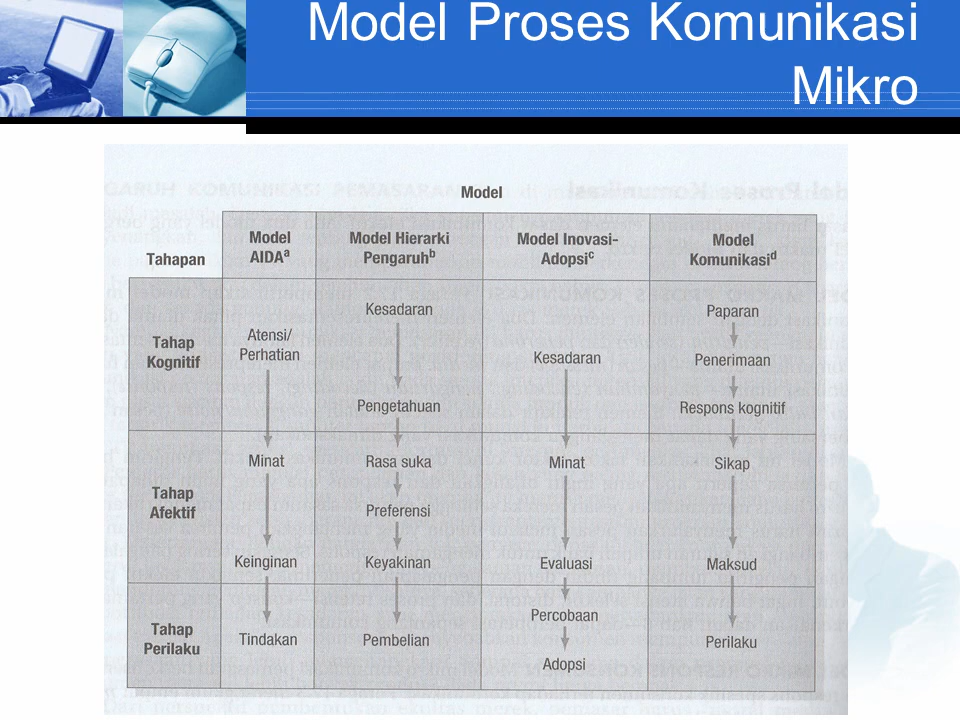 Model Proses Komunikasi
Mikro
Model
Tahapan
Model
AIDAª
Model Hierarki
Pengaruhᵇ
Model Inovasi-
Adopsiᶜ
Model
Komunikasiᵈ
Tahap
Kognitif
Atensi/
Perhatian
Kesadaran
Pengetahuan
Kesadaran
Paparan
Penerimaan
Respons kognitif
Tahap
Afektif
Minat
Keinginan
Rasa suka
Preferensi
Keyakinan
Minat
Evaluasi
Sikap
Maksud
Tahap
Perilaku
Tindakan
Pembelian
Percobaan
Adopsi
Perilaku